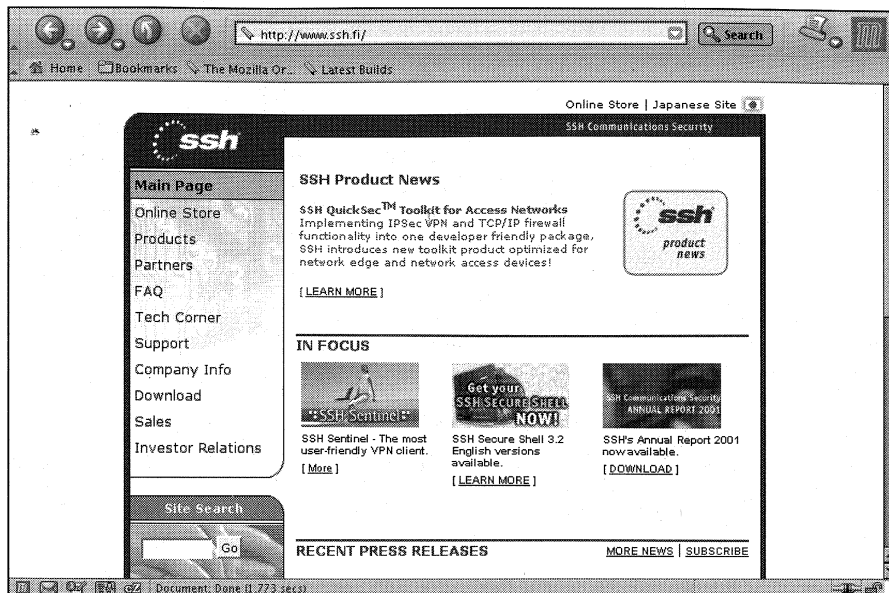 http://www.ssh.fi/
Search
Home
Bookmarks
The Mozilla Or...
Latest Builds
Online Store | Japanese Site
ssh
SSH Communications Security
Main Page
Online Store
Products
Partners
FAQ
Tech Corner
Support
Company Info
Download
Sales
Investor Relations
Site Search
Go
SSH Product News
SSH QuickSec™ Toolkit for Access Networks
Implementing IPSec VPN and TCP/IP firewall
functionality into one developer friendly package,
SSH introduces new toolkit product optimized for
network edge and network access devices!
[ LEARN MORE ]
ssh
product
news
IN FOCUS
SSH Sentinel
SSH Sentinel - The most
user-friendly VPN client.
[ More ]
Get your
SSH SECURE SHELL
NOW!
SSH Secure Shell 3.2
English versions
available.
[ LEARN MORE ]
SSH Communications Security
ANNUAL REPORT 2001
SSH's Annual Report 2001
now available.
[ DOWNLOAD ]
RECENT PRESS RELEASES
MORE NEWS | SUBSCRIBE
Document: Done (1.773 secs)